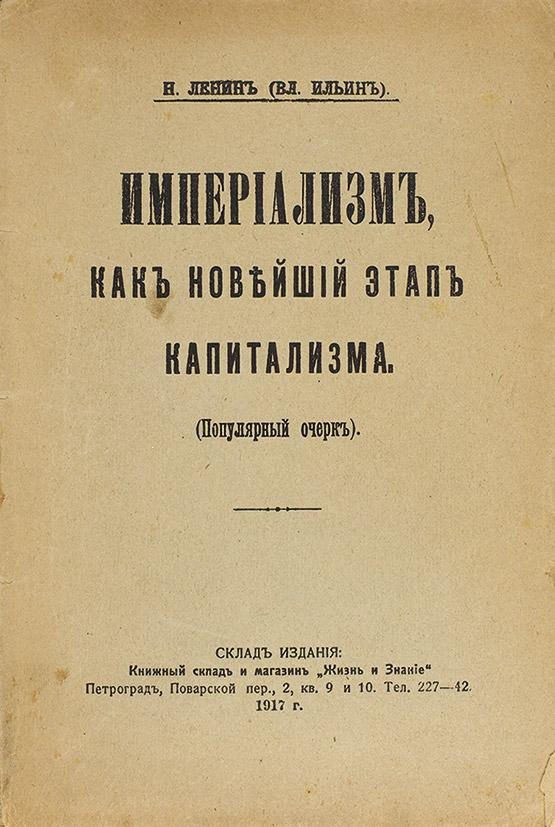 Н. ЛЕНИНЪ (ВЛ. ИЛЬИНЪ).
ИМПЕРІАЛИЗМЪ,
КАКЪ НОВѢЙШІЙ ЭТАПЪ
КАПИТАЛИЗМА.
(Популярный очеркъ).
СКЛАДЪ ИЗДАНІЯ:
Книжный складъ и магазинъ „Жизнь и Знаніе“
Петроградъ, Поварской пер., 2, кв. 9 и 10. Тел. 227—42.
1917 г.